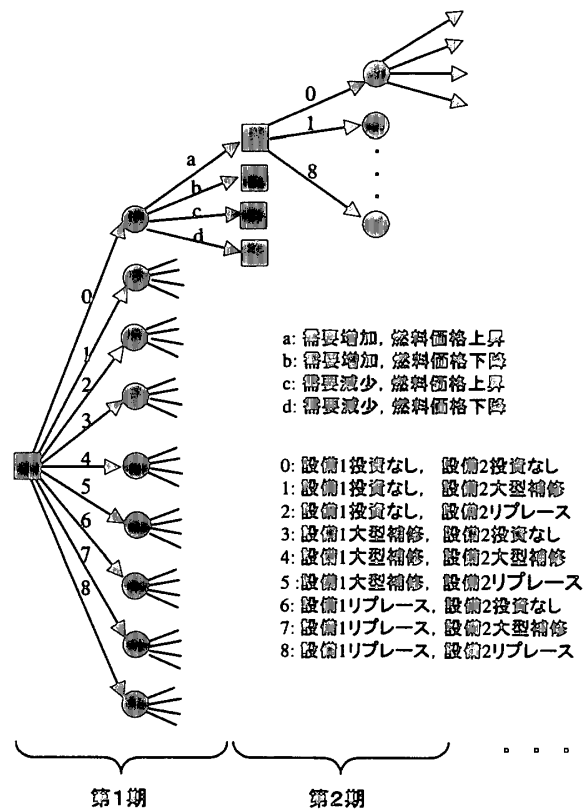 0
1
8
a
b
c
d
0
1
2
3
4
5
6
7
8
a: 需要増加, 燃料価格上昇
b: 需要増加, 燃料価格下降
c: 需要減少, 燃料価格上昇
d: 需要減少, 燃料価格下降
0: 設備1投資なし, 設備2投資なし
1: 設備1投資なし, 設備2大型補修
2: 設備1投資なし, 設備2リプレース
3: 設備1大型補修, 設備2投資なし
4: 設備1大型補修, 設備2大型補修
5: 設備1大型補修, 設備2リプレース
6: 設備1リプレース, 設備2投資なし
7: 設備1リプレース, 設備2大型補修
8: 設備1リプレース, 設備2リプレース
第1期
第2期